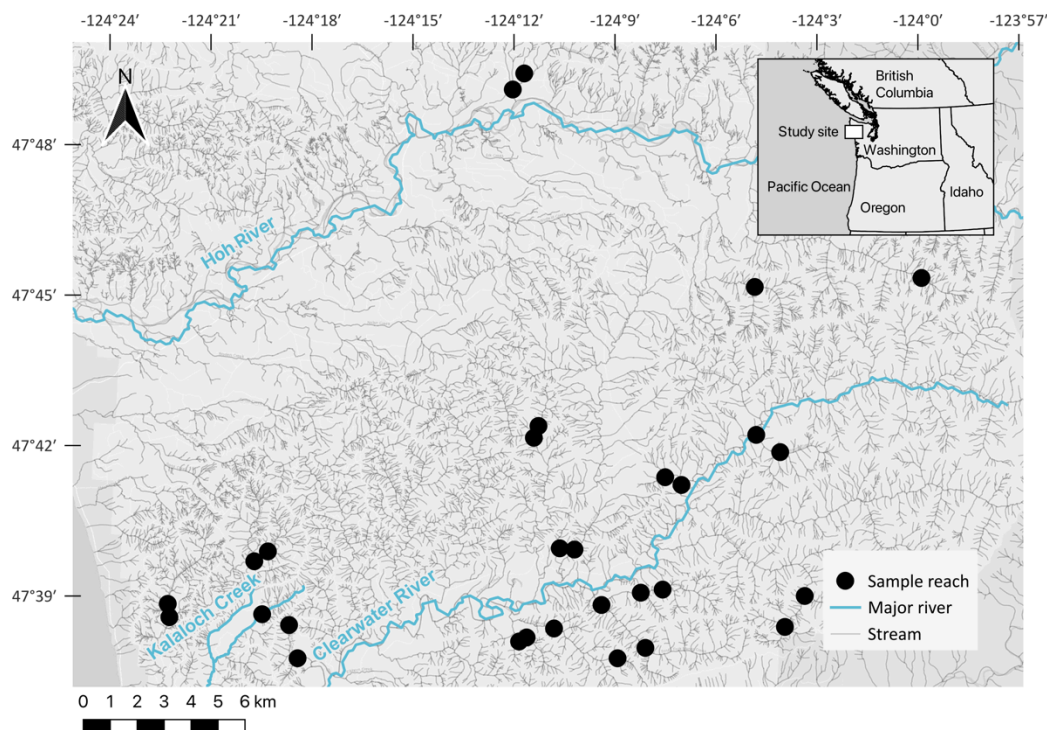 -124°24′ -124°21′ -124°18′ -124°15′ -124°12′ -124°9′ -124°6′ -124°3′ -124°0′ -123°57′
N
47°48′
47°45′
47°42′
47°39′
British
Columbia
Study site
Washington
Pacific Ocean
Idaho
Oregon
Hoh River
Kalaloch Creek
Clearwater River
Sample reach
Major river
Stream
0 1 2 3 4 5 6 km